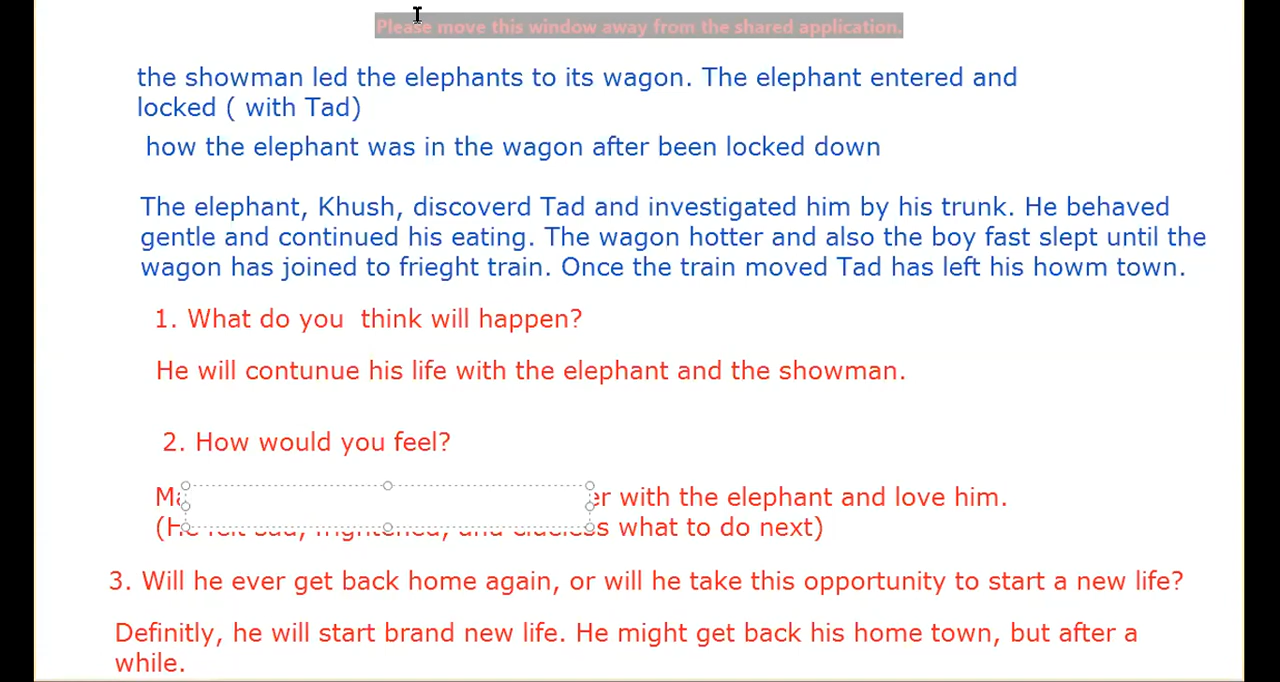 Please move this window away from the shared application.
the showman led the elephants to its wagon. The elephant entered and
locked ( with Tad)
how the elephant was in the wagon after been locked down
The elephant, Khush, discoverd Tad and investigated him by his trunk. He behaved
gentle and continued his eating. The wagon hotter and also the boy fast slept until the
wagon has joined to frieght train. Once the train moved Tad has left his howm town.
1. What do you think will happen?
He will contunue his life with the elephant and the showman.
2. How would you feel?
with the elephant and love him.
(He felt sad, frightened, and clueless what to do next)
3. Will he ever get back home again, or will he take this opportunity to start a new life?
Definitly, he will start brand new life. He might get back his home town, but after a
while.